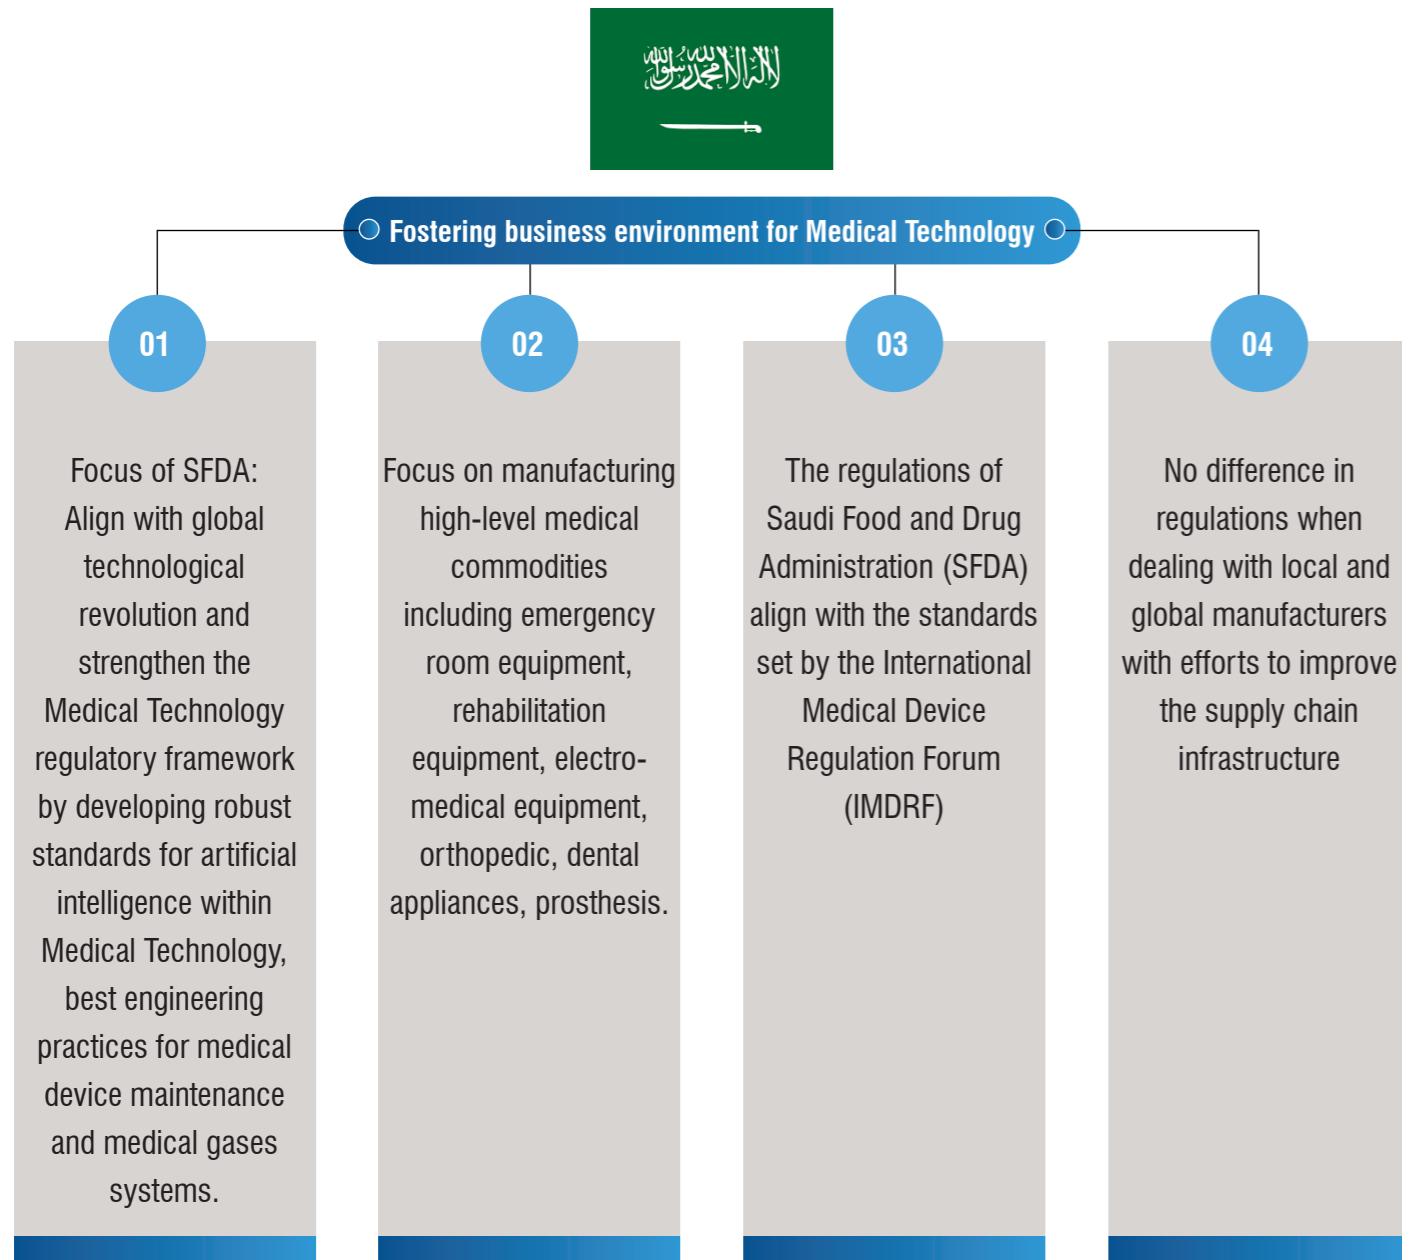 لا إله إلا الله محمد رسول الله
Fostering business environment for Medical Technology
01
Focus of SFDA:
Align with global
technological
revolution and
strengthen the
Medical Technology
regulatory framework
by developing robust
standards for artificial
intelligence within
Medical Technology,
best engineering
practices for medical
device maintenance
and medical gases
systems.
02
Focus on manufacturing
high-level medical
commodities
including emergency
room equipment,
rehabilitation
equipment, electro-
medical equipment,
orthopedic, dental
appliances, prosthesis.
03
The regulations of
Saudi Food and Drug
Administration (SFDA)
align with the standards
set by the International
Medical Device
Regulation Forum
(IMDRF)
04
No difference in
regulations when
dealing with local and
global manufacturers
with efforts to improve
the supply chain
infrastructure